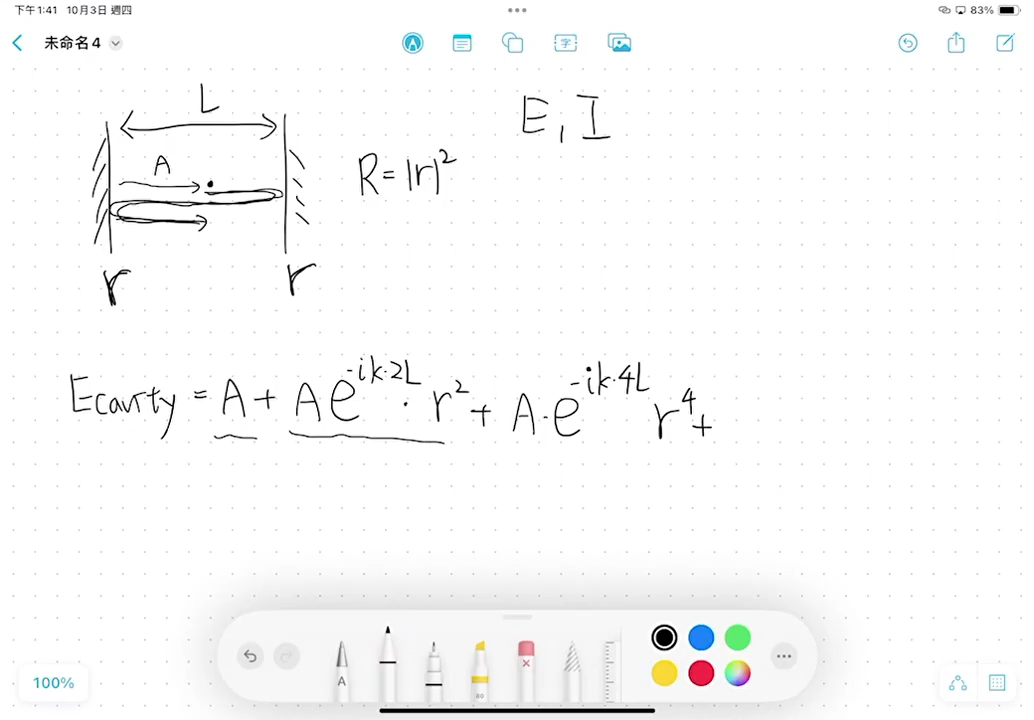 下午1:41 10月3日 週四
83%
未命名4
字
L
E, I
A
R = |r|²
r r
Ecavity = A + A e^{-ik·2L} · r² + A · e^{-ik·4L} r⁴ +
A
80
100%